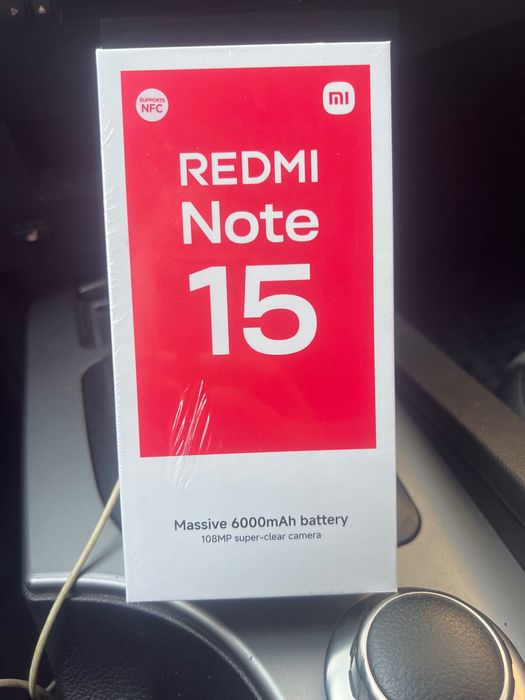 SUPPORTS
NFC
mi
REDMI
Note
15
Massive 6000mAh battery
108MP super-clear camera